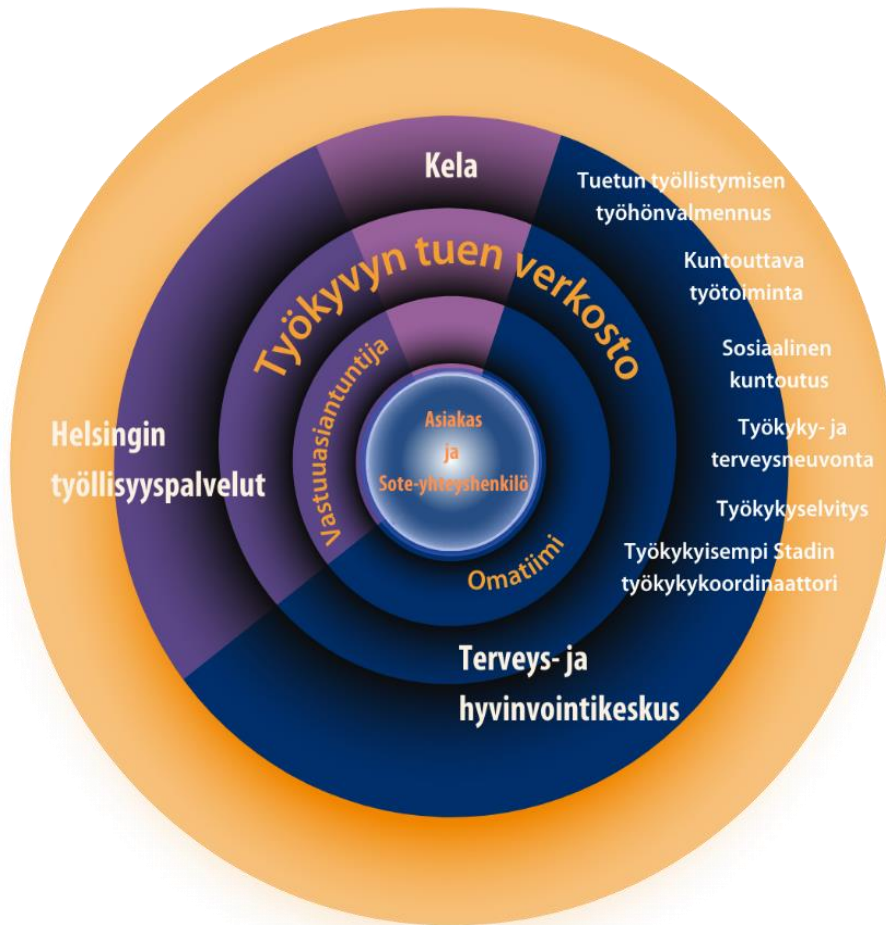 Kela
Tuetun työllistymisen
työhönvalmennus
Työkyvyn tuen verkosto
Kuntouttava
työtoiminta
Vastuuasiantuntija
Sosiaalinen
kuntoutus
Asiakas
ja
Sote-yhteyshenkilö
Helsingin
työllisyyspalvelut
Työkyky- ja
terveysneuvonta
Työkykyselvitys
Omatiimi
Työkykyisempi Stadin
työkykykoordinaattori
Terveys- ja
hyvinvointikeskus